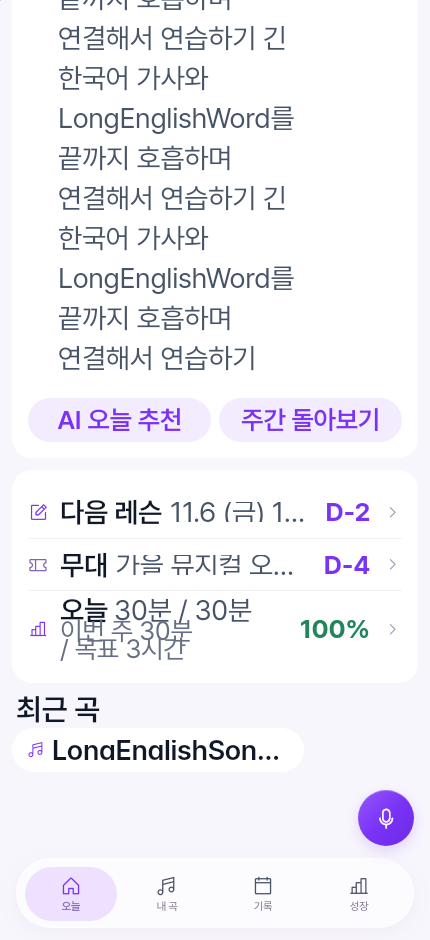 끝까지 호흡하며
연결해서 연습하기 긴
한국어 가사와
LongEnglishWord를
끝까지 호흡하며
연결해서 연습하기 긴
한국어 가사와
LongEnglishWord를
끝까지 호흡하며
연결해서 연습하기
AI 오늘 추천 주간 돌아보기
다음 레슨 11.6 (금) 1... D-2
무대 가을 뮤지컬 오... D-4
오늘 30분 / 30분
이번 주 30분 100%
/ 목표 3시간
최근 곡
LongEnglishSon...
오늘 내 곡 기록 성장